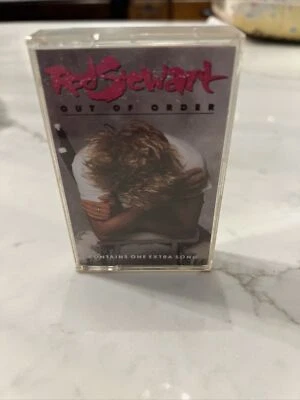 Rod Stewart
OUT OF ORDER
CONTAINS ONE EXTRA SONG